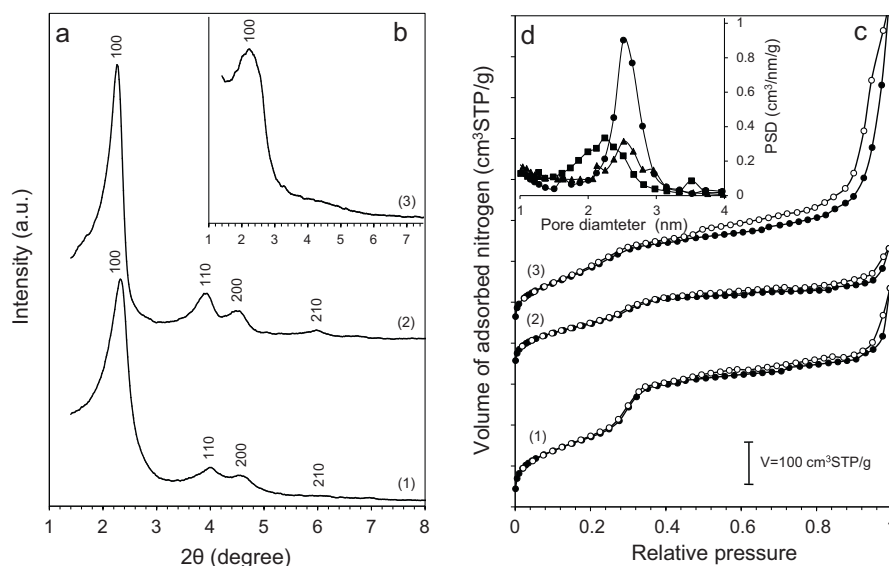 a
b
100
100
100
(3)
1 2 3 4 5 6 7
110
200
210
(2)
110
200
210
(1)
Intensity (a.u.)
1 2 3 4 5 6 7 8
2θ (degree)
d
c
1
0.8
0.6
0.4
0.2
0
PSD (cm³/nm/g)
1 2 3 4
Pore diamteter (nm)
(3)
(2)
(1)
V=100 cm³STP/g
Volume of adsorbed nitrogen (cm³STP/g)
0 0.2 0.4 0.6 0.8
Relative pressure